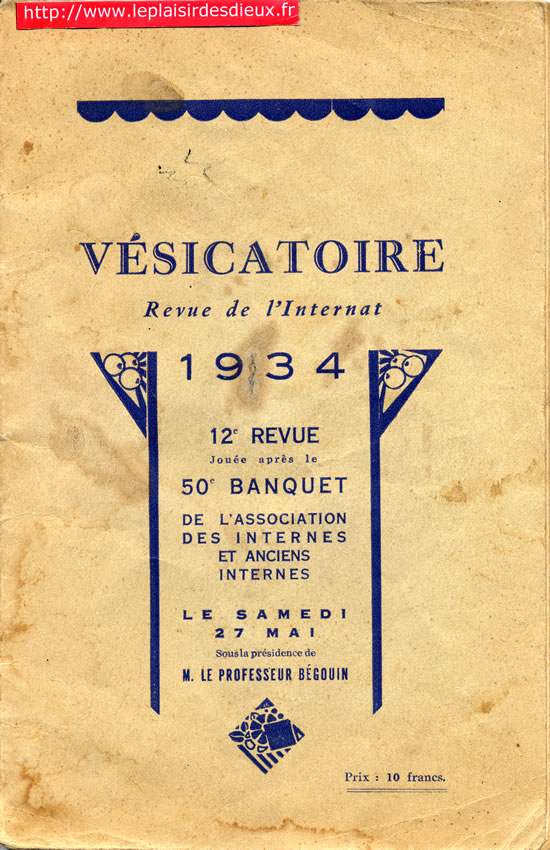 http://www.leplaisirdesdieux.fr
VÉSICATOIRE
Revue de l'Internat
1934
12e REVUE
Jouée après le
50e BANQUET
DE L'ASSOCIATION
DES INTERNES
ET ANCIENS
INTERNES
LE SAMEDI
27 MAI
Sous la présidence de
M. LE PROFESSEUR BÉGOUIN
Prix : 10 francs.